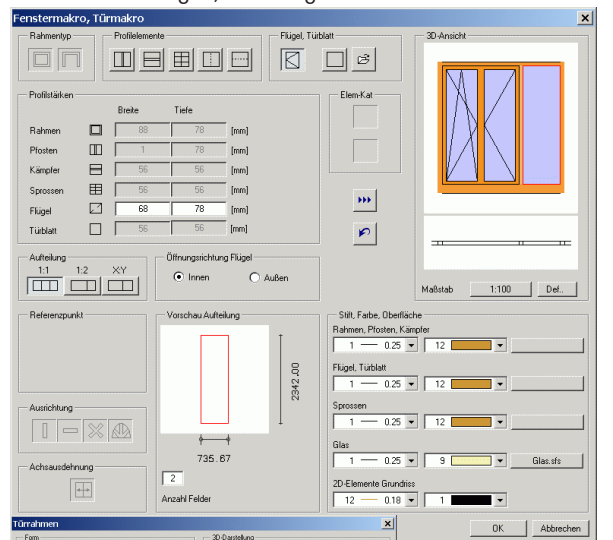 Fenstermakro, Türmakro
Rahmentyp
Profilelemente
Flügel, Türblatt
3D-Ansicht
Profilstärken
Breite Tiefe
Rahmen 88 78 [mm]
Pfosten 1 78 [mm]
Kämpfer 56 56 [mm]
Sprossen 56 56 [mm]
Flügel 68 78 [mm]
Türblatt 56 56 [mm]
Elem-Kat
Aufteilung
1:1 1:2 X:Y
Öffnungsrichtung Flügel
Innen Außen
Maßstab 1:100 Def..
Referenzpunkt
Vorschau Aufteilung
2342.00
735.67
2
Anzahl Felder
Ausrichtung
Achsausdehnung
Stift, Farbe, Oberfläche
Rahmen, Pfosten, Kämpfer
1 0.25 12
Flügel, Türblatt
1 0.25 12
Sprossen
1 0.25 12
Glas
1 0.25 9 Glas.sfs
2D-Elemente Grundriss
12 0.18 1
OK Abbrechen
Türrahmen
Form
3D-Darstellung